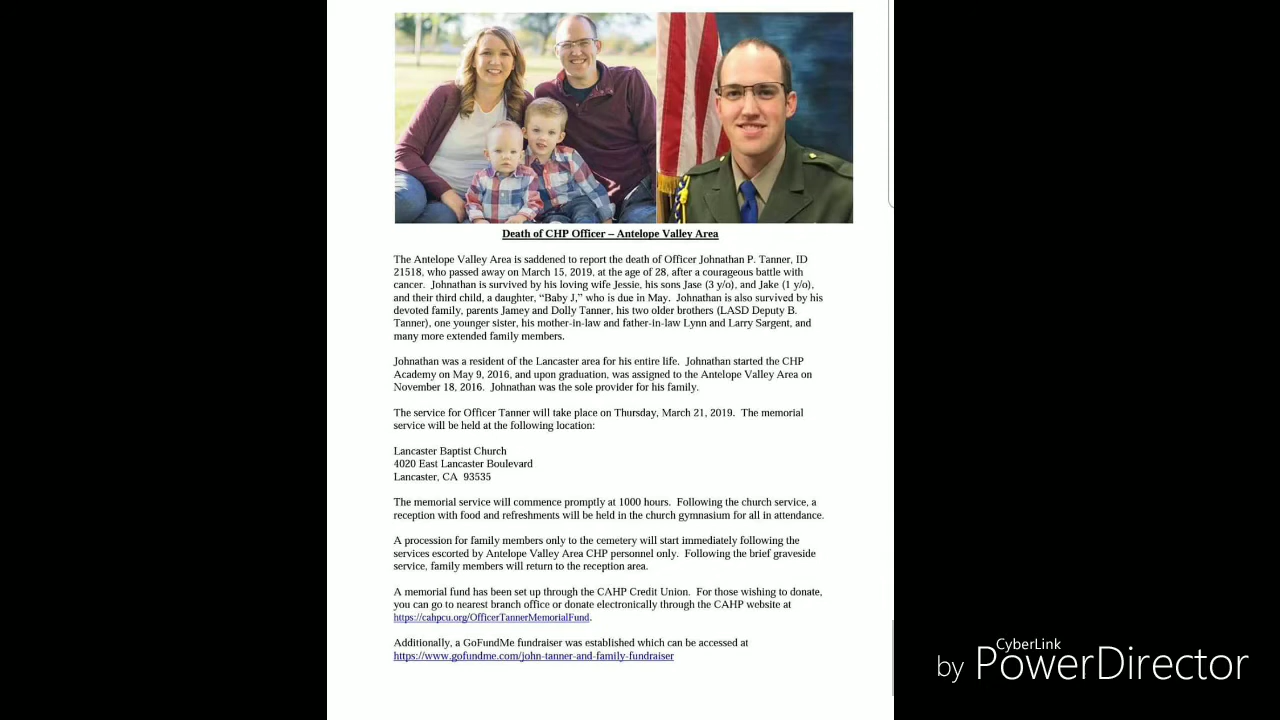 Death of CHP Officer – Antelope Valley Area
The Antelope Valley Area is saddened to report the death of Officer Johnathan P. Tanner, ID
21518, who passed away on March 15, 2019, at the age of 28, after a courageous battle with
cancer.  Johnathan is survived by his loving wife Jessie, his sons Jase (3 y/o), and Jake (1 y/o),
and their third child, a daughter, “Baby J,” who is due in May.  Johnathan is also survived by his
devoted family, parents Jamey and Dolly Tanner, his two older brothers (LASD Deputy B.
Tanner), one younger sister, his mother-in-law and father-in-law Lynn and Larry Sargent, and
many more extended family members.
Johnathan was a resident of the Lancaster area for his entire life.  Johnathan started the CHP
Academy on May 9, 2016, and upon graduation, was assigned to the Antelope Valley Area on
November 18, 2016.  Johnathan was the sole provider for his family.
The service for Officer Tanner will take place on Thursday, March 21, 2019.  The memorial
service will be held at the following location:
Lancaster Baptist Church
4020 East Lancaster Boulevard
Lancaster, CA  93535
The memorial service will commence promptly at 1000 hours.  Following the church service, a
reception with food and refreshments will be held in the church gymnasium for all in attendance.
A procession for family members only to the cemetery will start immediately following the
services escorted by Antelope Valley Area CHP personnel only.  Following the brief graveside
service, family members will return to the reception area.
A memorial fund has been set up through the CAHP Credit Union.  For those wishing to donate,
you can go to nearest branch office or donate electronically through the CAHP website at
https://cahpcu.org/OfficerTannerMemorialFund.
Additionally, a GoFundMe fundraiser was established which can be accessed at
https://www.gofundme.com/john-tanner-and-family-fundraiser
CyberLink
by PowerDirector